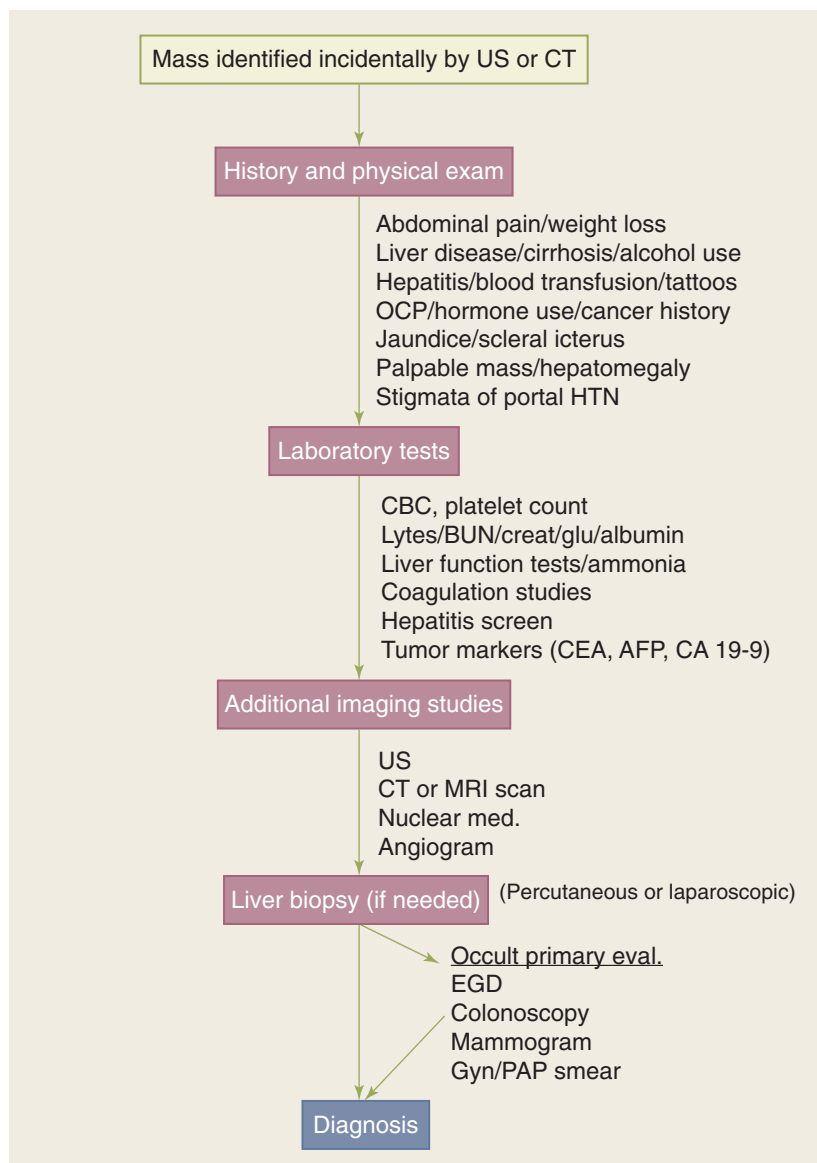 Mass identified incidentally by US or CT
History and physical exam
Abdominal pain/weight loss
Liver disease/cirrhosis/alcohol use
Hepatitis/blood transfusion/tattoos
OCP/hormone use/cancer history
Jaundice/scleral icterus
Palpable mass/hepatomegaly
Stigmata of portal HTN
Laboratory tests
CBC, platelet count
Lytes/BUN/creat/glu/albumin
Liver function tests/ammonia
Coagulation studies
Hepatitis screen
Tumor markers (CEA, AFP, CA 19-9)
Additional imaging studies
US
CT or MRI scan
Nuclear med.
Angiogram
Liver biopsy (if needed) (Percutaneous or laparoscopic)
Occult primary eval.
EGD
Colonoscopy
Mammogram
Gyn/PAP smear
Diagnosis